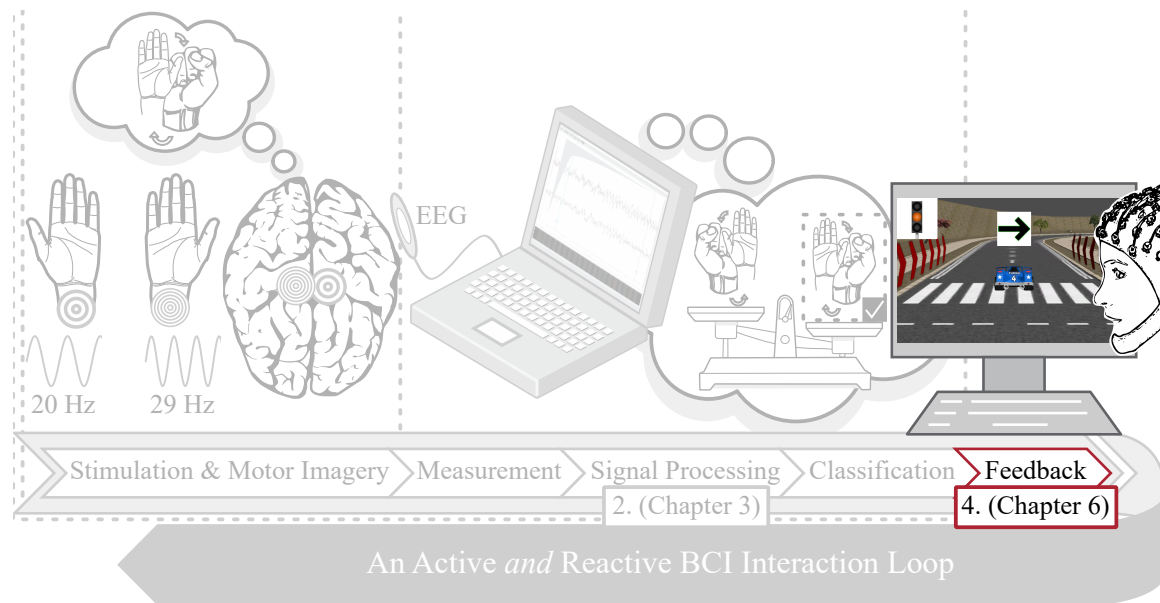 EEG
20 Hz
29 Hz
4
Stimulation & Motor Imagery
Measurement
Signal Processing
Classification
Feedback
2. (Chapter 3)
4. (Chapter 6)
An Active and Reactive BCI Interaction Loop